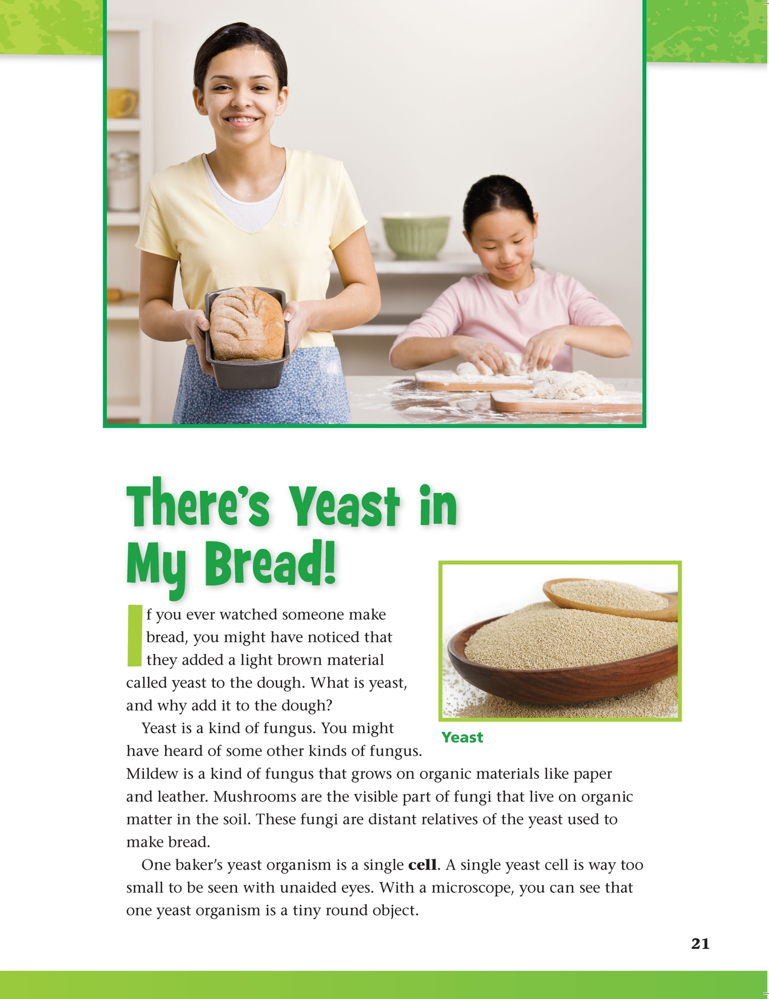 There's Yeast in
My Bread!
If you ever watched someone make
bread, you might have noticed that
they added a light brown material
called yeast to the dough. What is yeast,
and why add it to the dough?
Yeast is a kind of fungus. You might
have heard of some other kinds of fungus.
Mildew is a kind of fungus that grows on organic materials like paper
and leather. Mushrooms are the visible part of fungi that live on organic
matter in the soil. These fungi are distant relatives of the yeast used to
make bread.
One baker's yeast organism is a single cell. A single yeast cell is way too
small to be seen with unaided eyes. With a microscope, you can see that
one yeast organism is a tiny round object.
Yeast
21